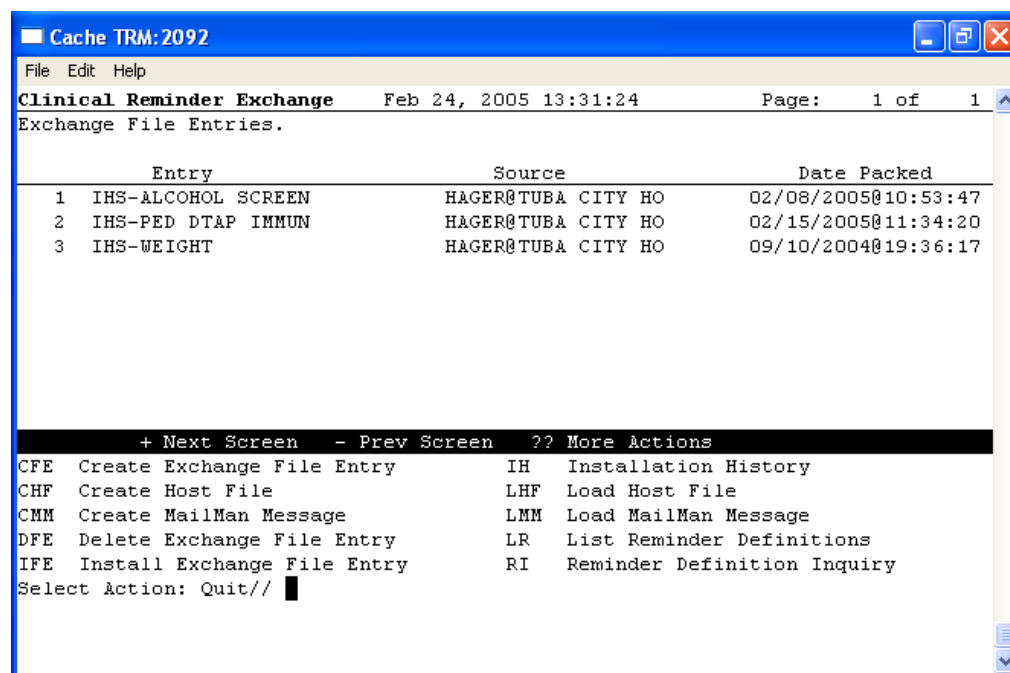 Cache TRM:2092
File Edit Help
Clinical Reminder Exchange Feb 24, 2005 13:31:24 Page: 1 of 1
Exchange File Entries.
Entry Source Date Packed
1 IHS-ALCOHOL SCREEN HAGER@TUBA CITY HO 02/08/2005@10:53:47
2 IHS-PED DTAP IMMUN HAGER@TUBA CITY HO 02/15/2005@11:34:20
3 IHS-WEIGHT HAGER@TUBA CITY HO 09/10/2004@19:36:17
+ Next Screen - Prev Screen ?? More Actions
CFE Create Exchange File Entry IH Installation History
CHF Create Host File LHF Load Host File
CMM Create MailMan Message LMM Load MailMan Message
DFE Delete Exchange File Entry LR List Reminder Definitions
IFE Install Exchange File Entry RI Reminder Definition Inquiry
Select Action: Quit//